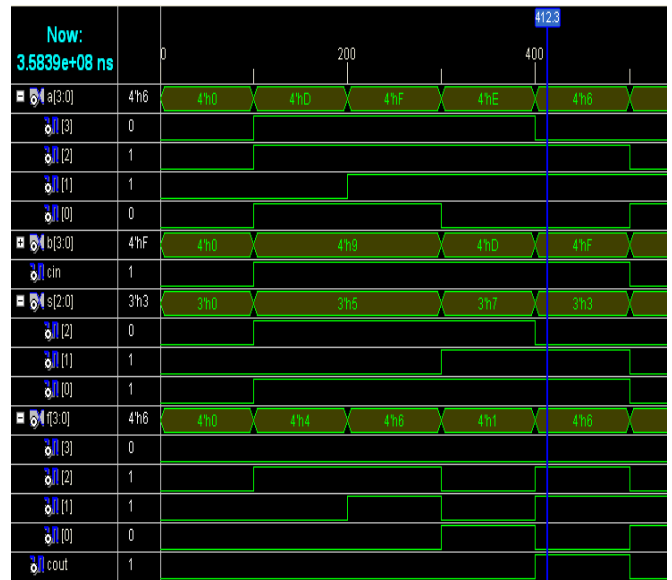 412.3
Now:
3.5839e+08 ns
0 200 400
a[3:0] 4'h6 4'h0 4'hD 4'hF 4'hE 4'h6
[3] 0
[2] 1
[1] 1
[0] 0
b[3:0] 4'hF 4'h0 4'h9 4'hD 4'hF
cin 1
s[2:0] 3'h3 3'h0 3'h5 3'h7 3'h3
[2] 0
[1] 1
[0] 1
f[3:0] 4'h6 4'h0 4'h4 4'h6 4'h1 4'h6
[3] 0
[2] 1
[1] 1
[0] 0
cout 1